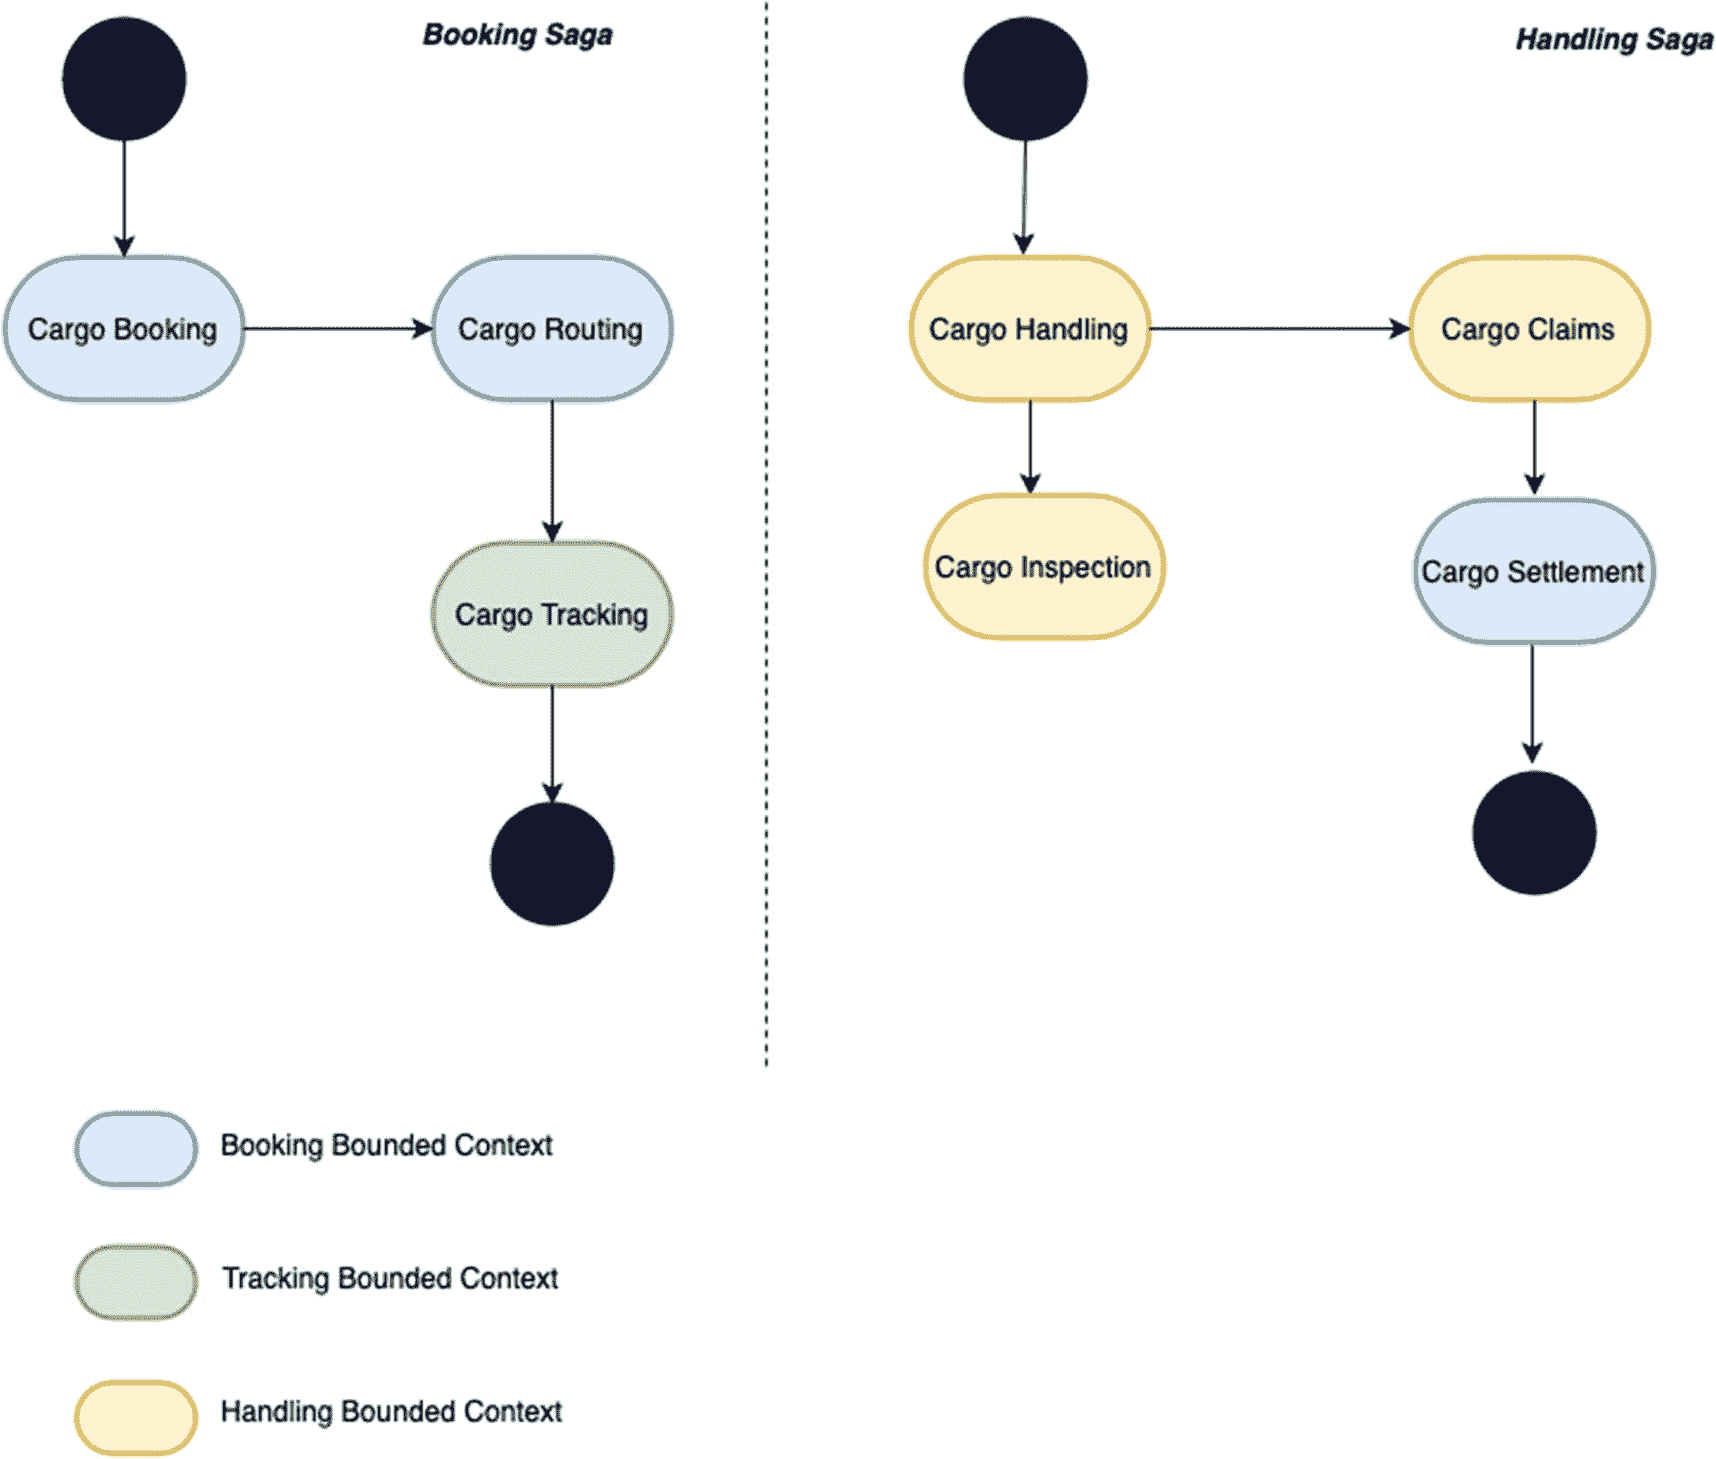 Booking Saga
Handling Saga
Cargo Booking
Cargo Routing
Cargo Handling
Cargo Claims
Cargo Inspection
Cargo Settlement
Cargo Tracking
Booking Bounded Context
Tracking Bounded Context
Handling Bounded Context